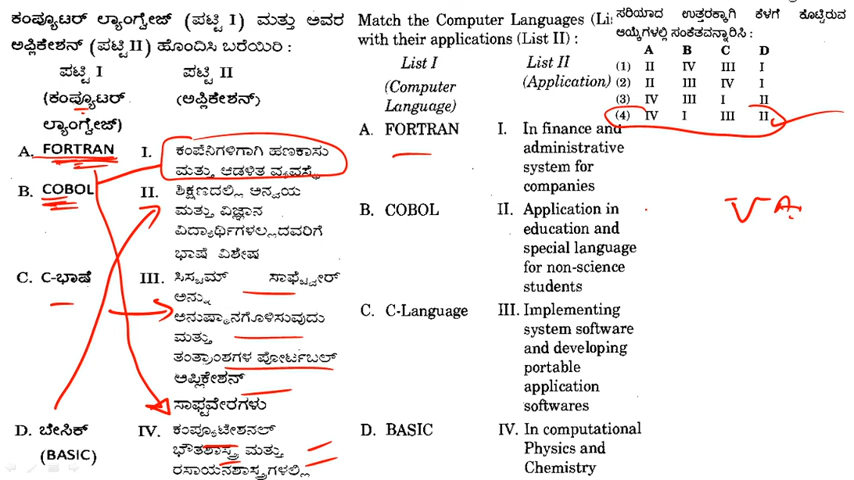 ಕಂಪ್ಯೂಟರ್ ಲ್ಯಾಂಗ್ವೇಜ್ (ಪಟ್ಟಿ I) ಮತ್ತು ಅವರ
ಅಪ್ಲಿಕೇಶನ್ (ಪಟ್ಟಿ II) ಹೊಂದಿಸಿ ಬರೆಯಿರಿ :
ಪಟ್ಟಿ I ಪಟ್ಟಿ II
(ಕಂಪ್ಯೂಟರ್ (ಅಪ್ಲಿಕೇಶನ್)
ಲ್ಯಾಂಗ್ವೇಜ್)
A. FORTRAN I. ಕಂಪೆನಿಗಳಿಗಾಗಿ ಹಣಕಾಸು
ಮತ್ತು ಆಡಳಿತ ವ್ಯವಸ್ಥೆ
B. COBOL II. ಶಿಕ್ಷಣದಲ್ಲಿ ಅನ್ವಯ
ಮತ್ತು ವಿಜ್ಞಾನ
ವಿದ್ಯಾರ್ಥಿಗಳಲ್ಲದವರಿಗೆ
ಭಾಷೆ ವಿಶೇಷ
C. C-ಭಾಷೆ III. ಸಿಸ್ಟಮ್ ಸಾಫ್ಟ್ವೇರ್
ಅನ್ನು
ಅನುಷ್ಠಾನಗೊಳಿಸುವುದು
ಮತ್ತು
ತಂತ್ರಾಂಶಗಳ ಪೋರ್ಟಬಲ್
ಅಪ್ಲಿಕೇಶನ್
ಸಾಫ್ಟವೇರಗಳು
D. ಬೇಸಿಕ್ IV. ಕಂಪ್ಯೂಟೇಶನಲ್
(BASIC) ಭೌತಶಾಸ್ತ್ರ ಮತ್ತು
ರಸಾಯನಶಾಸ್ತ್ರಗಳಲ್ಲಿ
Match the Computer Languages
with their applications (List II) :
List I List II
(Computer (Application)
Language)
A. FORTRAN I. In finance and
administrative
system for
companies
B. COBOL II. Application in
education and
special language
for non-science
students
C. C-Language III. Implementing
system software
and developing
portable
application
softwares
D. BASIC IV. In computational
Physics and
Chemistry
ಸರಿಯಾದ ಉತ್ತರಕ್ಕಾಗಿ ಕೆಳಗೆ ಕೊಟ್ಟಿರುವ
ಆಯ್ಕೆಗಳಲ್ಲಿ ಸಂಕೇತವನ್ನಾರಿಸಿ :
A B C D
(1) II IV III I
(2) II III IV I
(3) IV III I II
(4) IV I III II
VA